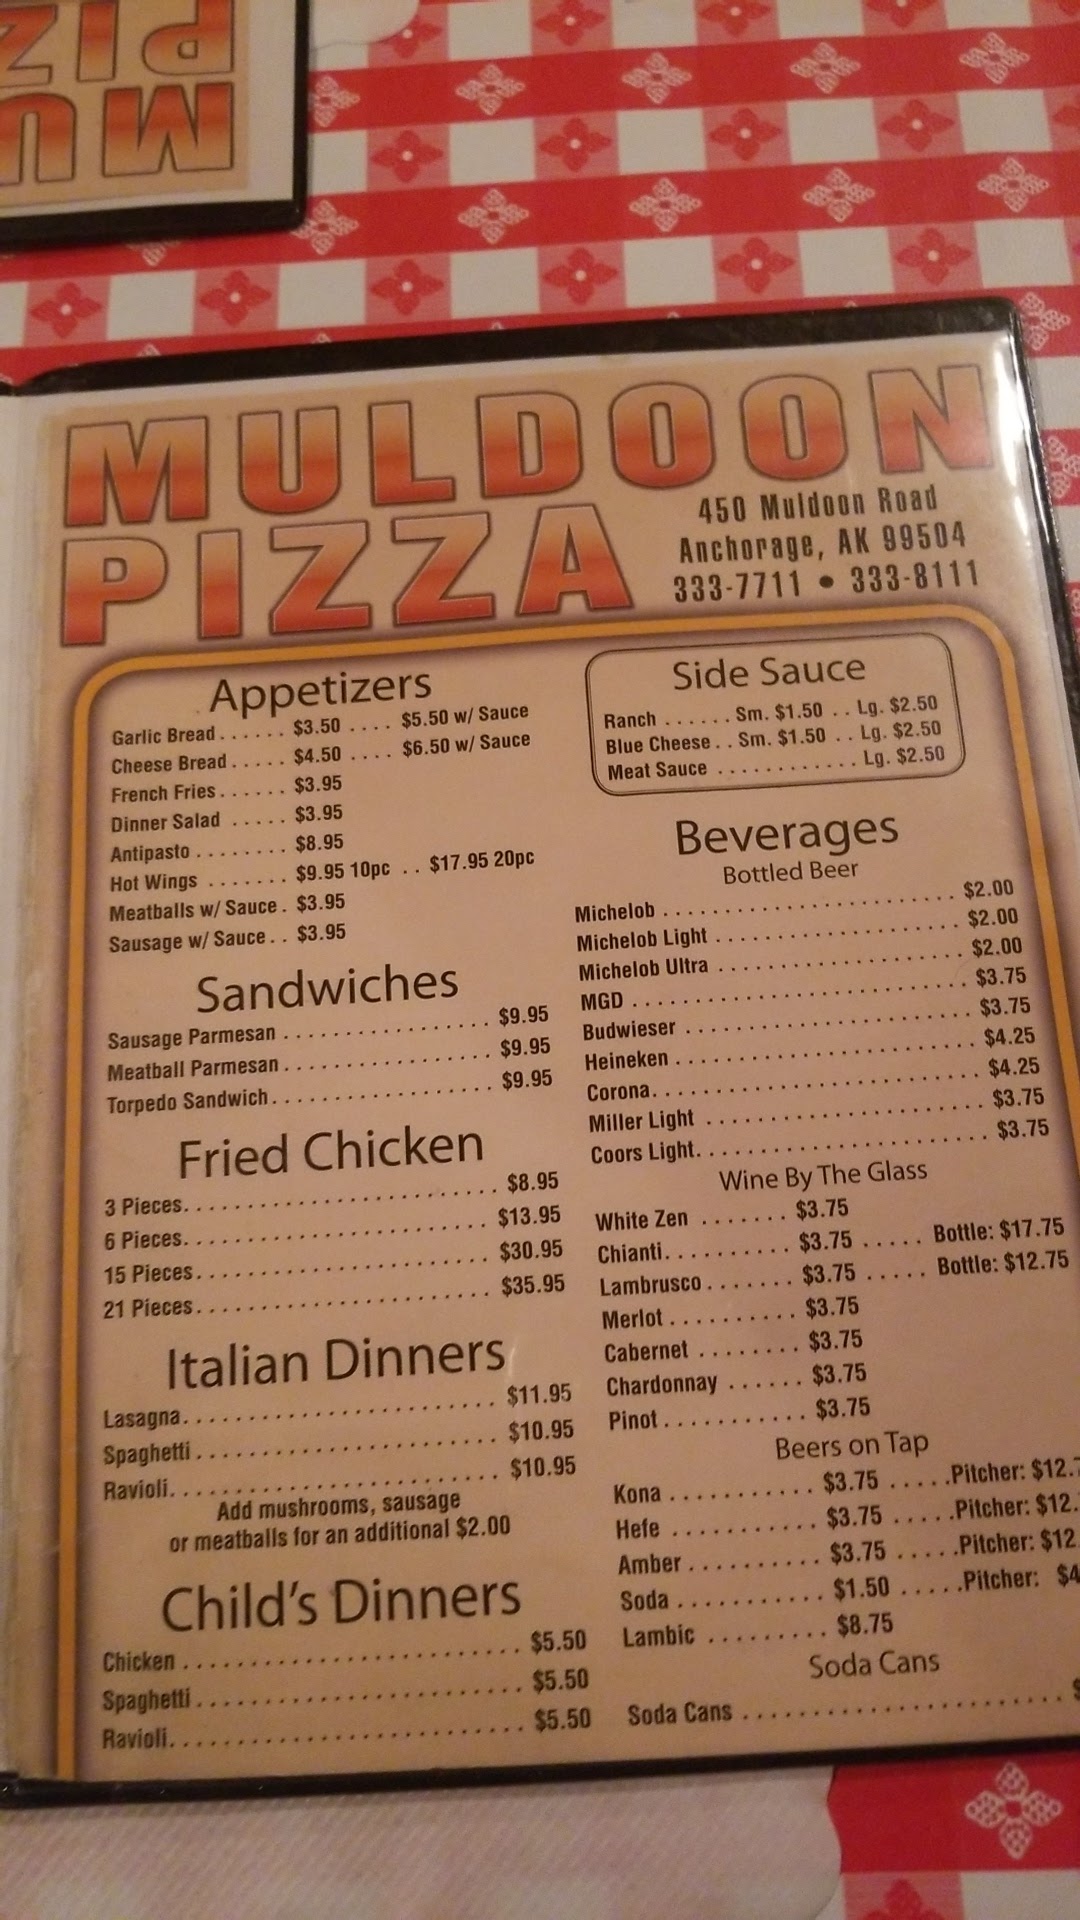 MU
PIZ
MULDOON
PIZZA
450 Muldoon Road
Anchorage, AK 99504
333-7711 • 333-8111
Appetizers
Garlic Bread ...... $3.50 .... $5.50 w/ Sauce
Cheese Bread ..... $4.50 .... $6.50 w/ Sauce
French Fries ...... $3.95
Dinner Salad ..... $3.95
Antipasto ........ $8.95
Hot Wings ....... $9.95 10pc .. $17.95 20pc
Meatballs w/ Sauce . $3.95
Sausage w/ Sauce .. $3.95
Sandwiches
Sausage Parmesan .................. $9.95
Meatball Parmesan .................. $9.95
Torpedo Sandwich ................... $9.95
Fried Chicken
3 Pieces ........................... $8.95
6 Pieces ........................... $13.95
15 Pieces .......................... $30.95
21 Pieces .......................... $35.95
Italian Dinners
Lasagna ........................... $11.95
Spaghetti .......................... $10.95
Ravioli ............................ $10.95
Add mushrooms, sausage
or meatballs for an additional $2.00
Child's Dinners
Chicken ........................... $5.50
Spaghetti .......................... $5.50
Ravioli ............................ $5.50
Side Sauce
Ranch ...... Sm. $1.50 .. Lg. $2.50
Blue Cheese .. Sm. $1.50 .. Lg. $2.50
Meat Sauce ............ Lg. $2.50
Beverages
Bottled Beer
Michelob ......................... $2.00
Michelob Light ..................... $2.00
Michelob Ultra ..................... $2.00
MGD ............................ $3.75
Budwieser ........................ $3.75
Heineken ......................... $4.25
Corona ........................... $4.25
Miller Light ....................... $3.75
Coors Light ........................ $3.75
Wine By The Glass
White Zen ....... $3.75
Chianti .......... $3.75 ..... Bottle: $17.75
Lambrusco ....... $3.75 ..... Bottle: $12.75
Merlot .......... $3.75
Cabernet ........ $3.75
Chardonnay ...... $3.75
Pinot ........... $3.75
Beers on Tap
Kona ........... $3.75 .....Pitcher: $12.7
Hefe ........... $3.75 .....Pitcher: $12.
Amber .......... $3.75 .....Pitcher: $12
Soda ........... $1.50 .....Pitcher: $4
Lambic ......... $8.75
Soda Cans
Soda Cans ........................ $